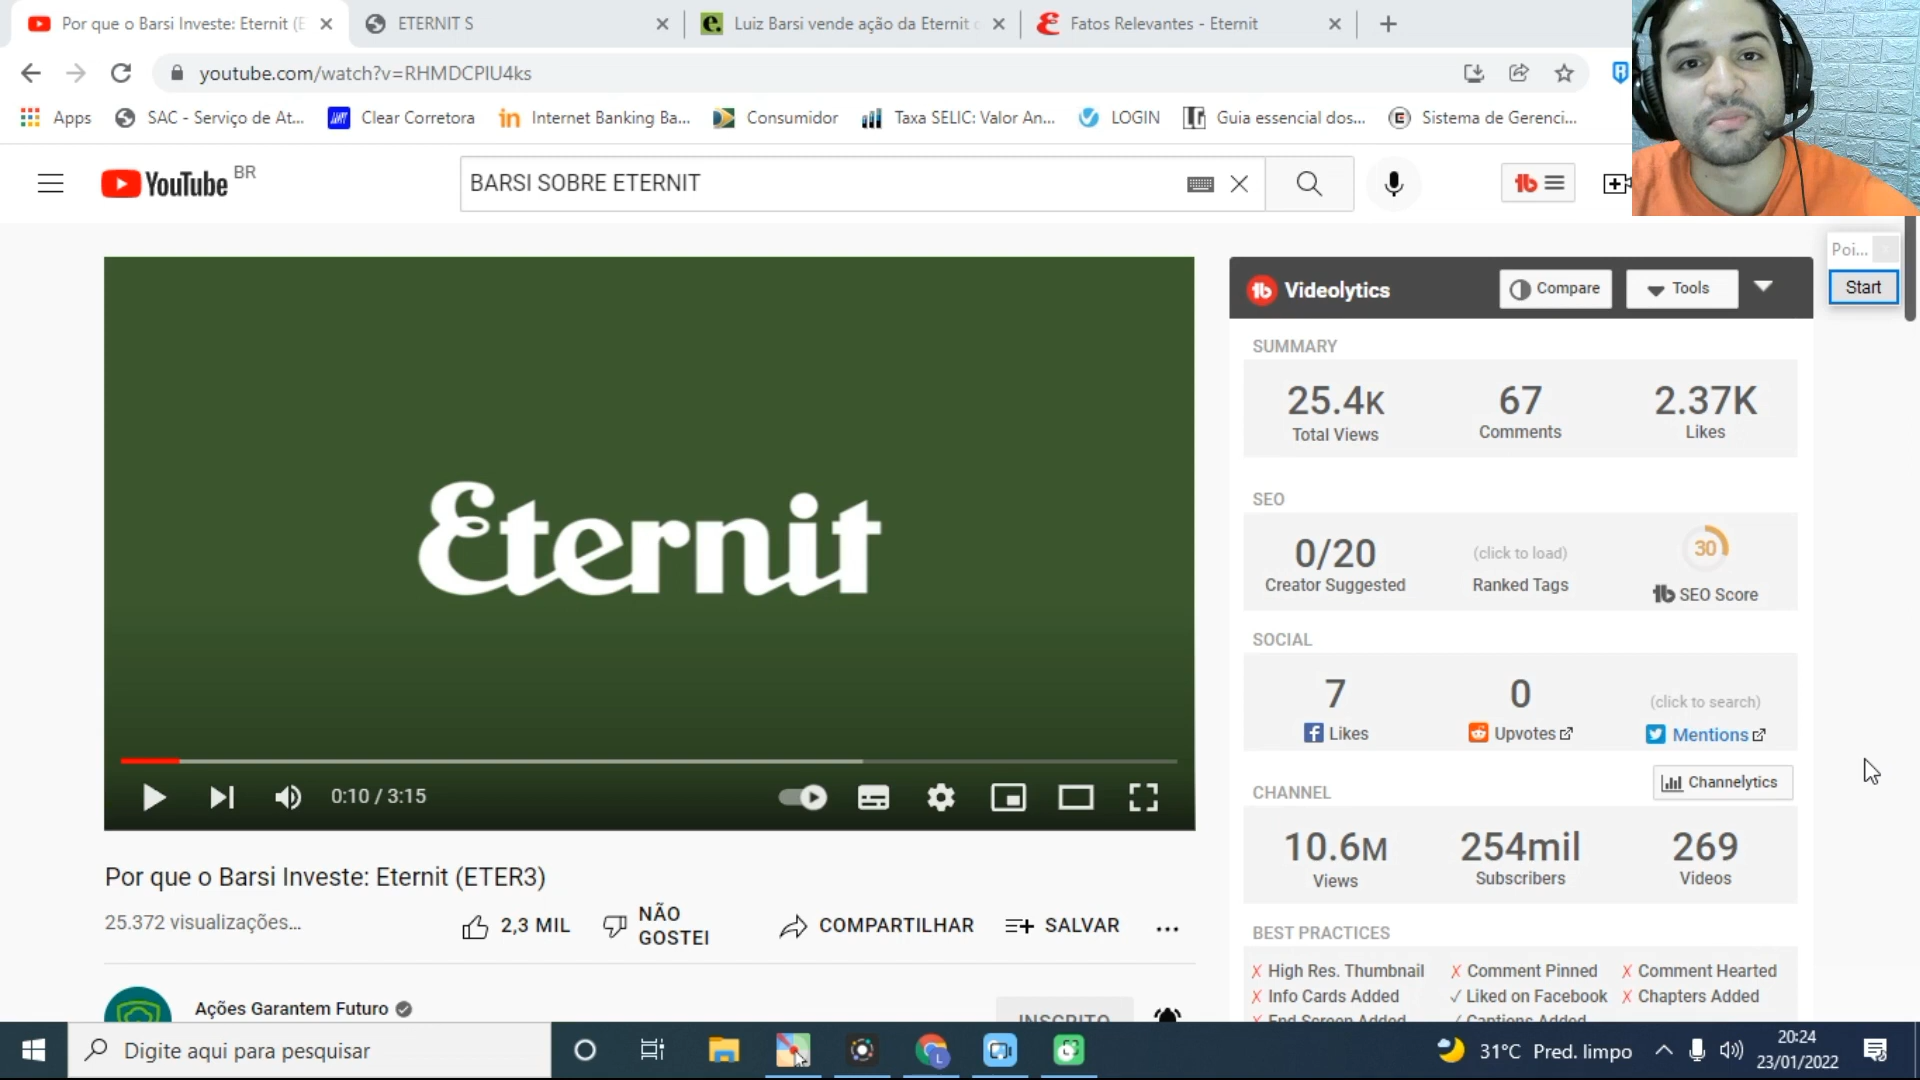 Por que o Barsi Investe: Eternit (E
ETERNIT S
Luiz Barsi vende ação da Eternit c
Fatos Relevantes - Eternit
youtube.com/watch?v=RHMDCPIU4ks
Apps
SAC - Serviço de At...
Clear Corretora
Internet Banking Ba...
Consumidor
Taxa SELIC: Valor An...
LOGIN
Guia essencial dos...
Sistema de Gerenci...
YouTube BR
BARSI SOBRE ETERNIT
Eternit
0:10 / 3:15
Por que o Barsi Investe: Eternit (ETER3)
25.372 visualizações...
2,3 MIL
NÃO GOSTEI
COMPARTILHAR
SALVAR
Ações Garantem Futuro
INSCRITO
Videolytics
Compare
Tools
Poi...
Start
SUMMARY
25.4K
67
2.37K
Total Views
Comments
Likes
SEO
0/20
(click to load)
30
Creator Suggested
Ranked Tags
SEO Score
SOCIAL
7
0
(click to search)
Likes
Upvotes
Mentions
CHANNEL
Channelytics
10.6M
254mil
269
Views
Subscribers
Videos
BEST PRACTICES
High Res. Thumbnail
Comment Pinned
Comment Hearted
Info Cards Added
Liked on Facebook
Chapters Added
End Screen Added
Captions Added
Digite aqui para pesquisar
31°C Pred. limpo
20:24
23/01/2022